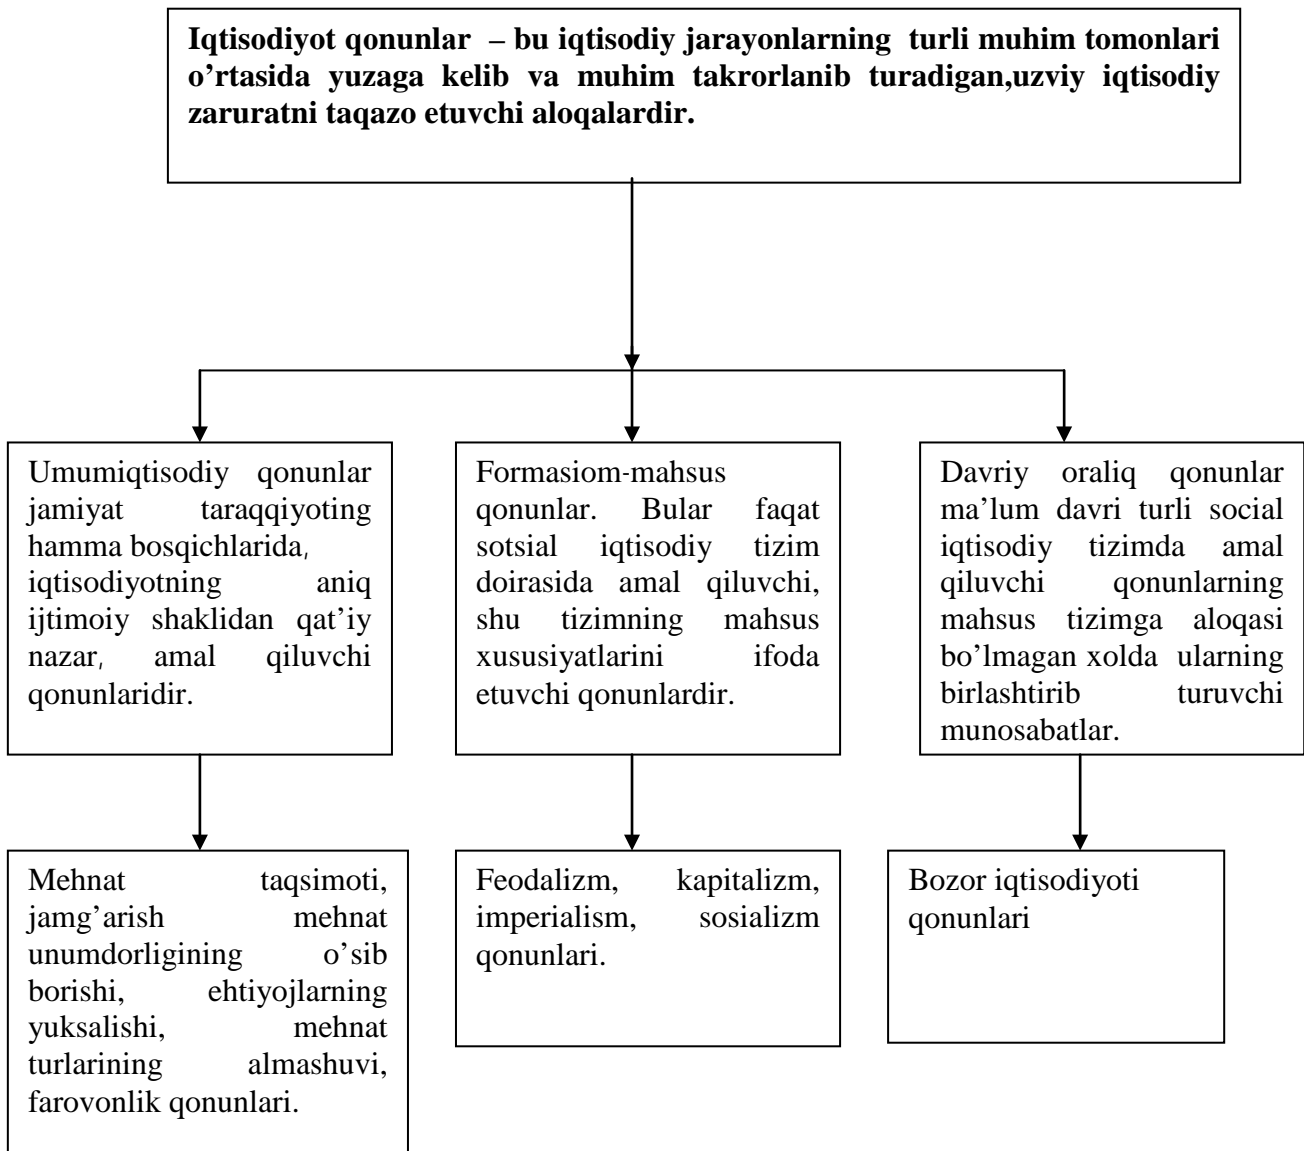 Iqtisodiyot qonunlar – bu iqtisodiy jarayonlarning turli muhim tomonlari
o’rtasida yuzaga kelib va muhim takrorlanib turadigan,uzviy iqtisodiy
zaruratni taqazo etuvchi aloqalardir.
Umumiqtisodiy qonunlar
jamiyat taraqqiyoting
hamma bosqichlarida,
iqtisodiyotning aniq
ijtimoiy shaklidan qat’iy
nazar, amal qiluvchi
qonunlaridir.
Formasiom-mahsus
qonunlar. Bular faqat
sotsial iqtisodiy tizim
doirasida amal qiluvchi,
shu tizimning mahsus
xususiyatlarini ifoda
etuvchi qonunlardir.
Davriy oraliq qonunlar
ma’lum davri turli social
iqtisodiy tizimda amal
qiluvchi qonunlarning
mahsus tizimga aloqasi
bo’lmagan xolda ularning
birlashtirib turuvchi
munosabatlar.
Mehnat taqsimoti,
jamg’arish mehnat
unumdorligining o’sib
borishi, ehtiyojlarning
yuksalishi, mehnat
turlarining almashuvi,
farovonlik qonunlari.
Feodalizm, kapitalizm,
imperialism, sosializm
qonunlari.
Bozor iqtisodiyoti
qonunlari